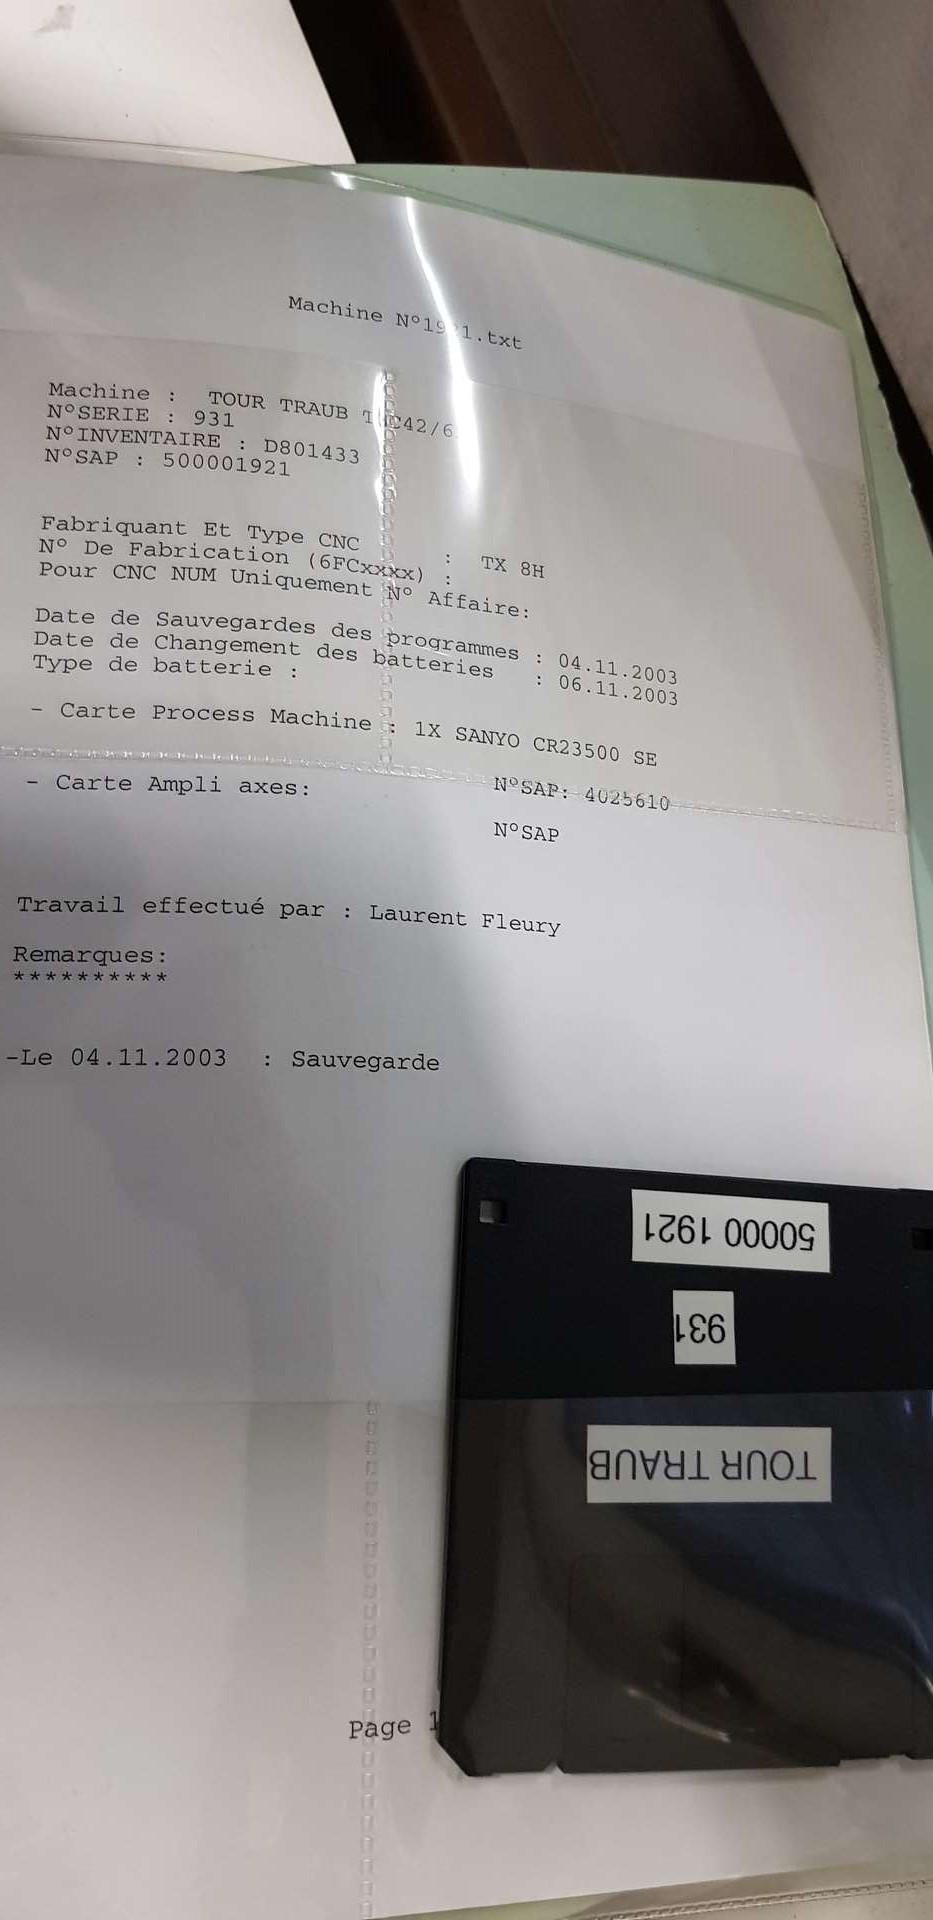 Machine N°1921.txt
Machine : TOUR TRAUB 42/6
N°SERIE : 931
N°INVENTAIRE : D801433
N°SAP : 500001921
Fabriquant Et Type CNC : TX 8H
N° De Fabrication (6FCxxxx) :
Pour CNC NUM Uniquement N° Affaire:
Date de Sauvegardes des programmes : 04.11.2003
Date de Changement des batteries : 06.11.2003
Type de batterie :
- Carte Process Machine : 1X SANYO CR23500 SE
N°SAP: 4025610
- Carte Ampli axes:
N°SAP
Travail effectué par : Laurent Fleury
Remarques:
**********
-Le 04.11.2003 : Sauvegarde
50000 1921
931
TOUR TRAUB
Page 1